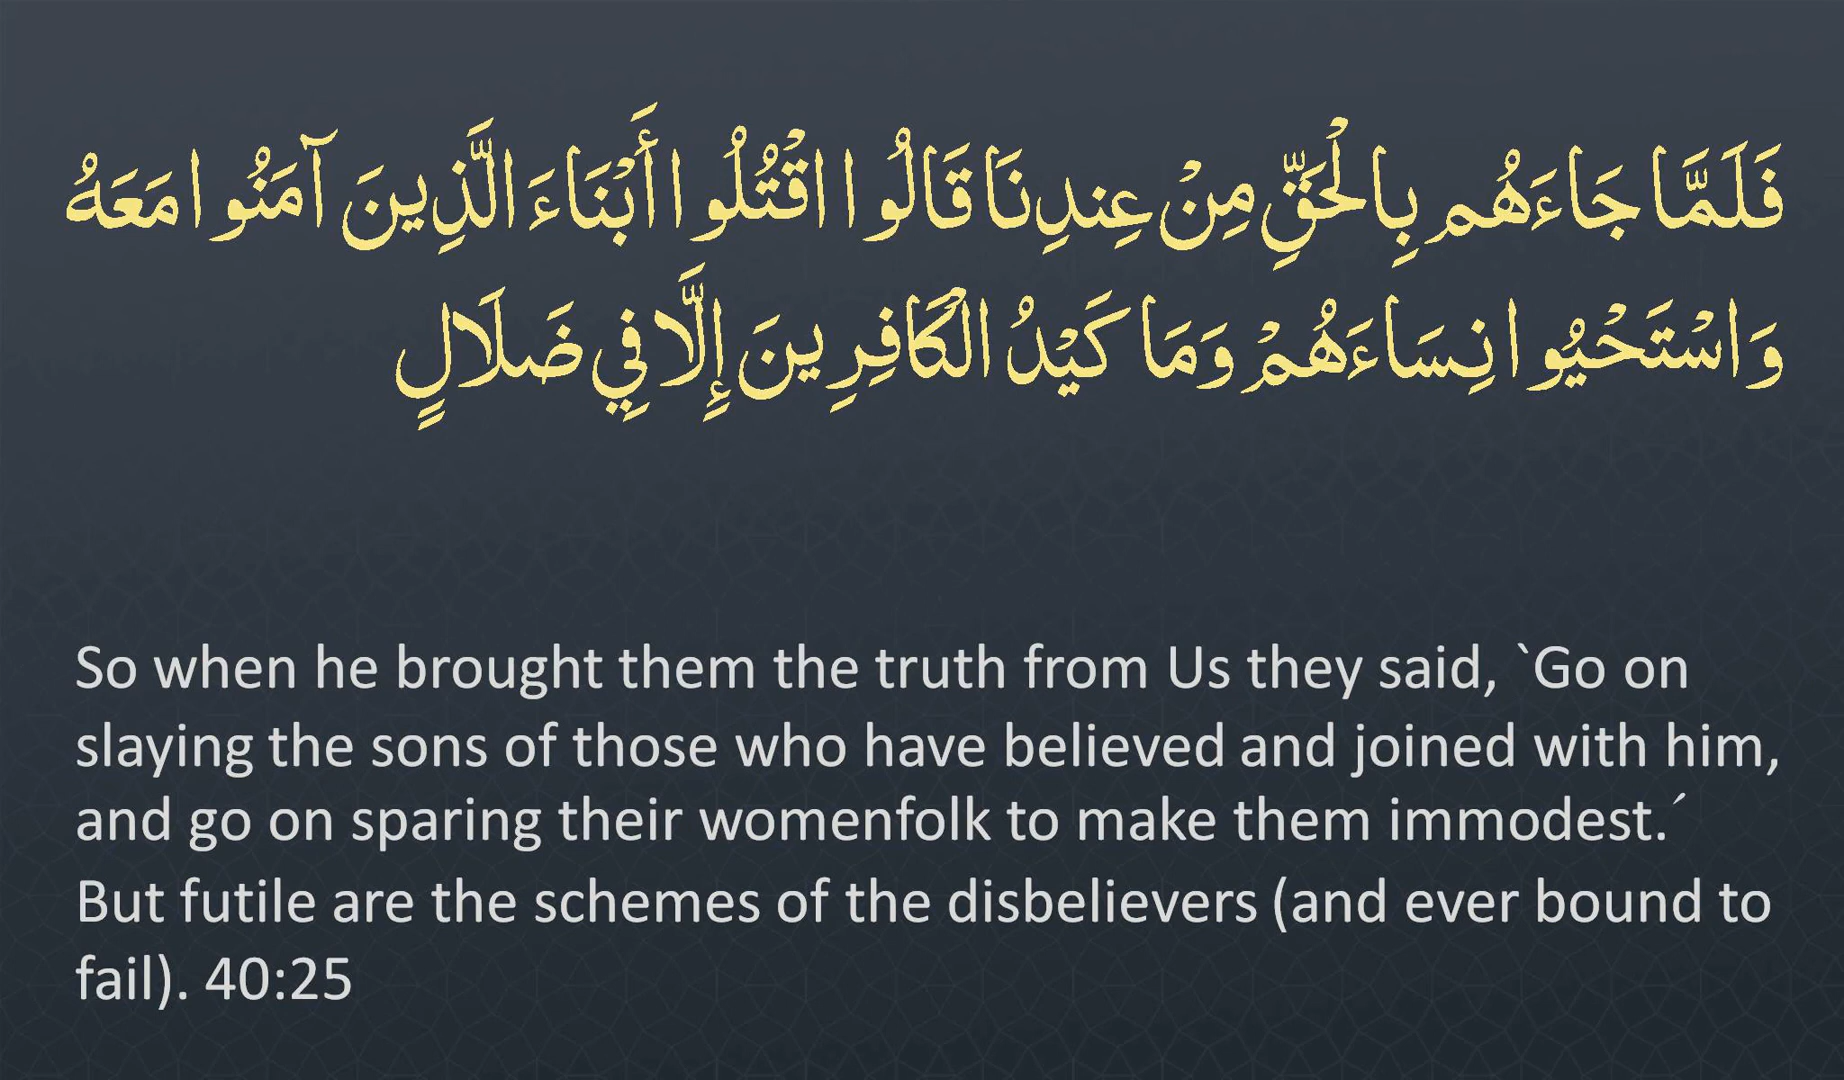 فَلَمَّا جَاءَهُم بِالْحَقِّ مِنْ عِندِنَا قَالُوا اقْتُلُوا أَبْنَاءَ الَّذِينَ آمَنُوا مَعَهُ
وَاسْتَحْيُوا نِسَاءَهُمْ وَمَا كَيْدُ الْكَافِرِينَ إِلَّا فِي ضَلَالٍ
So when he brought them the truth from Us they said, `Go on
slaying the sons of those who have believed and joined with him,
and go on sparing their womenfolk to make them immodest.´
But futile are the schemes of the disbelievers (and ever bound to
fail). 40:25